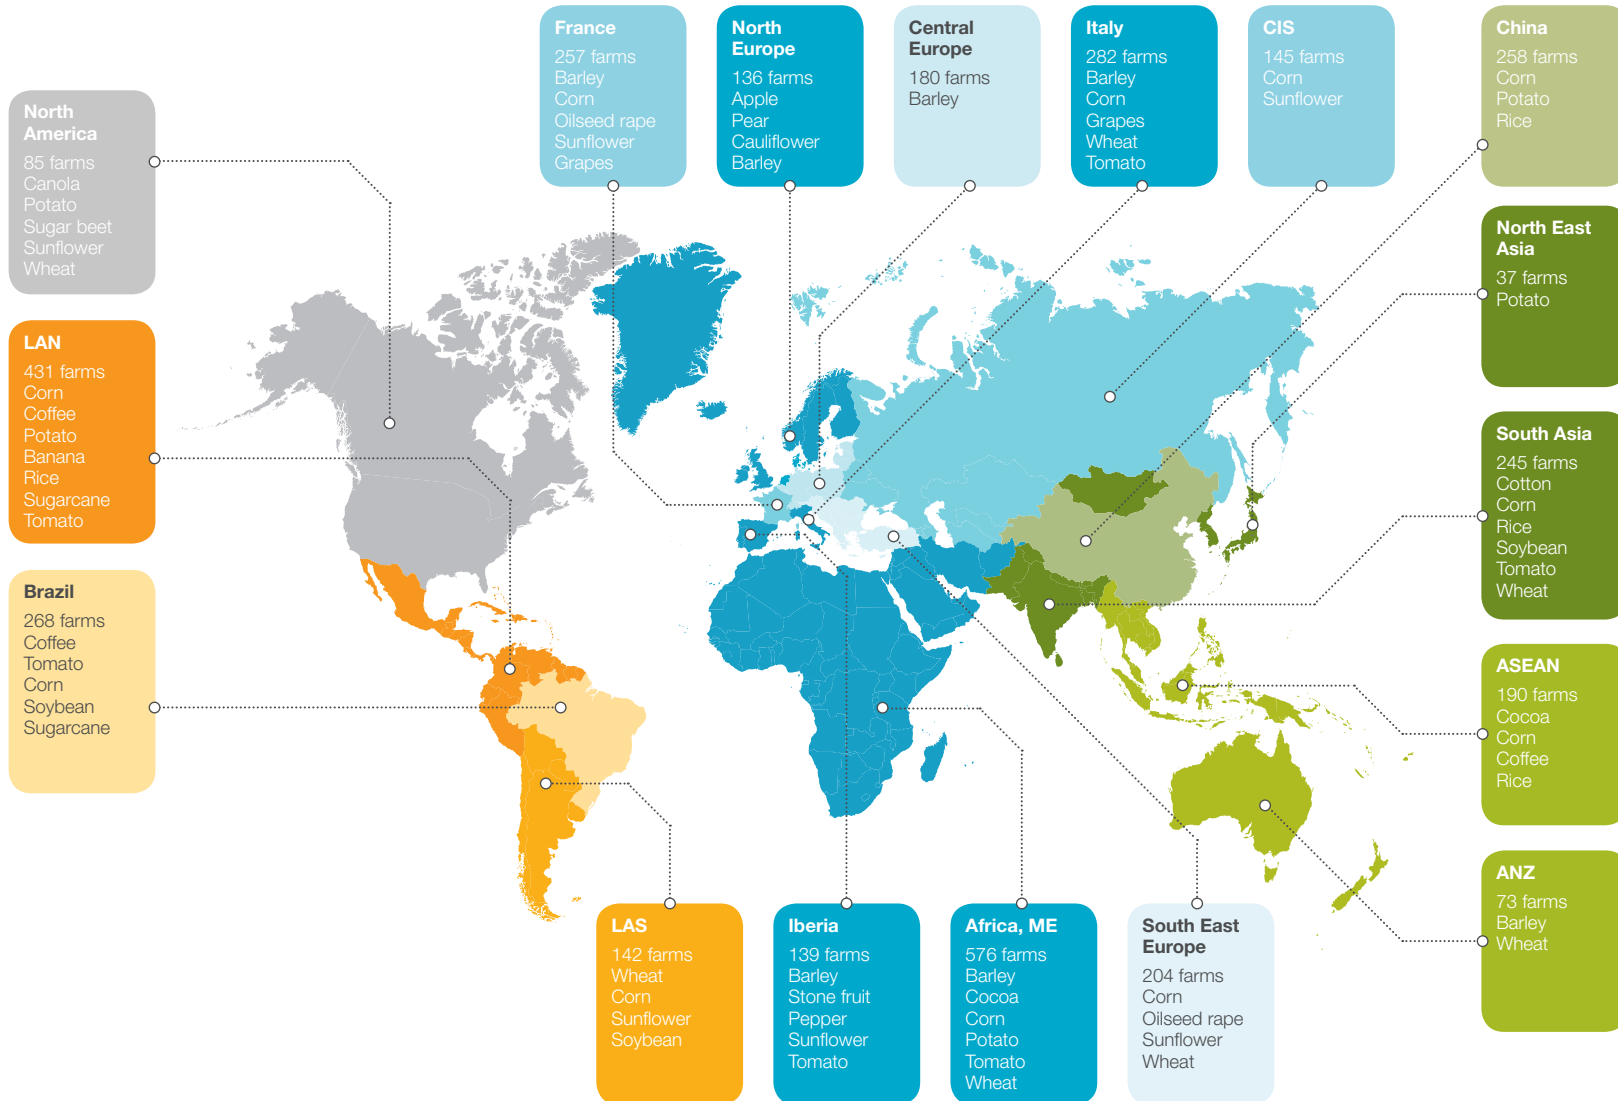 France
257 farms
Barley
Corn
Oilseed rape
Sunflower
Grapes
North
Europe
136 farms
Apple
Pear
Cauliflower
Barley
Central
Europe
180 farms
Barley
Italy
282 farms
Barley
Corn
Grapes
Wheat
Tomato
CIS
145 farms
Corn
Sunflower
China
258 farms
Corn
Potato
Rice
North
America
85 farms
Canola
Potato
Sugar beet
Sunflower
Wheat
North East
Asia
37 farms
Potato
LAN
431 farms
Corn
Coffee
Potato
Banana
Rice
Sugarcane
Tomato
South Asia
245 farms
Cotton
Corn
Rice
Soybean
Tomato
Wheat
Brazil
268 farms
Coffee
Tomato
Corn
Soybean
Sugarcane
ASEAN
190 farms
Cocoa
Corn
Coffee
Rice
ANZ
73 farms
Barley
Wheat
LAS
142 farms
Wheat
Corn
Sunflower
Soybean
Iberia
139 farms
Barley
Stone fruit
Pepper
Sunflower
Tomato
Africa, ME
576 farms
Barley
Cocoa
Corn
Potato
Tomato
Wheat
South East
Europe
204 farms
Corn
Oilseed rape
Sunflower
Wheat